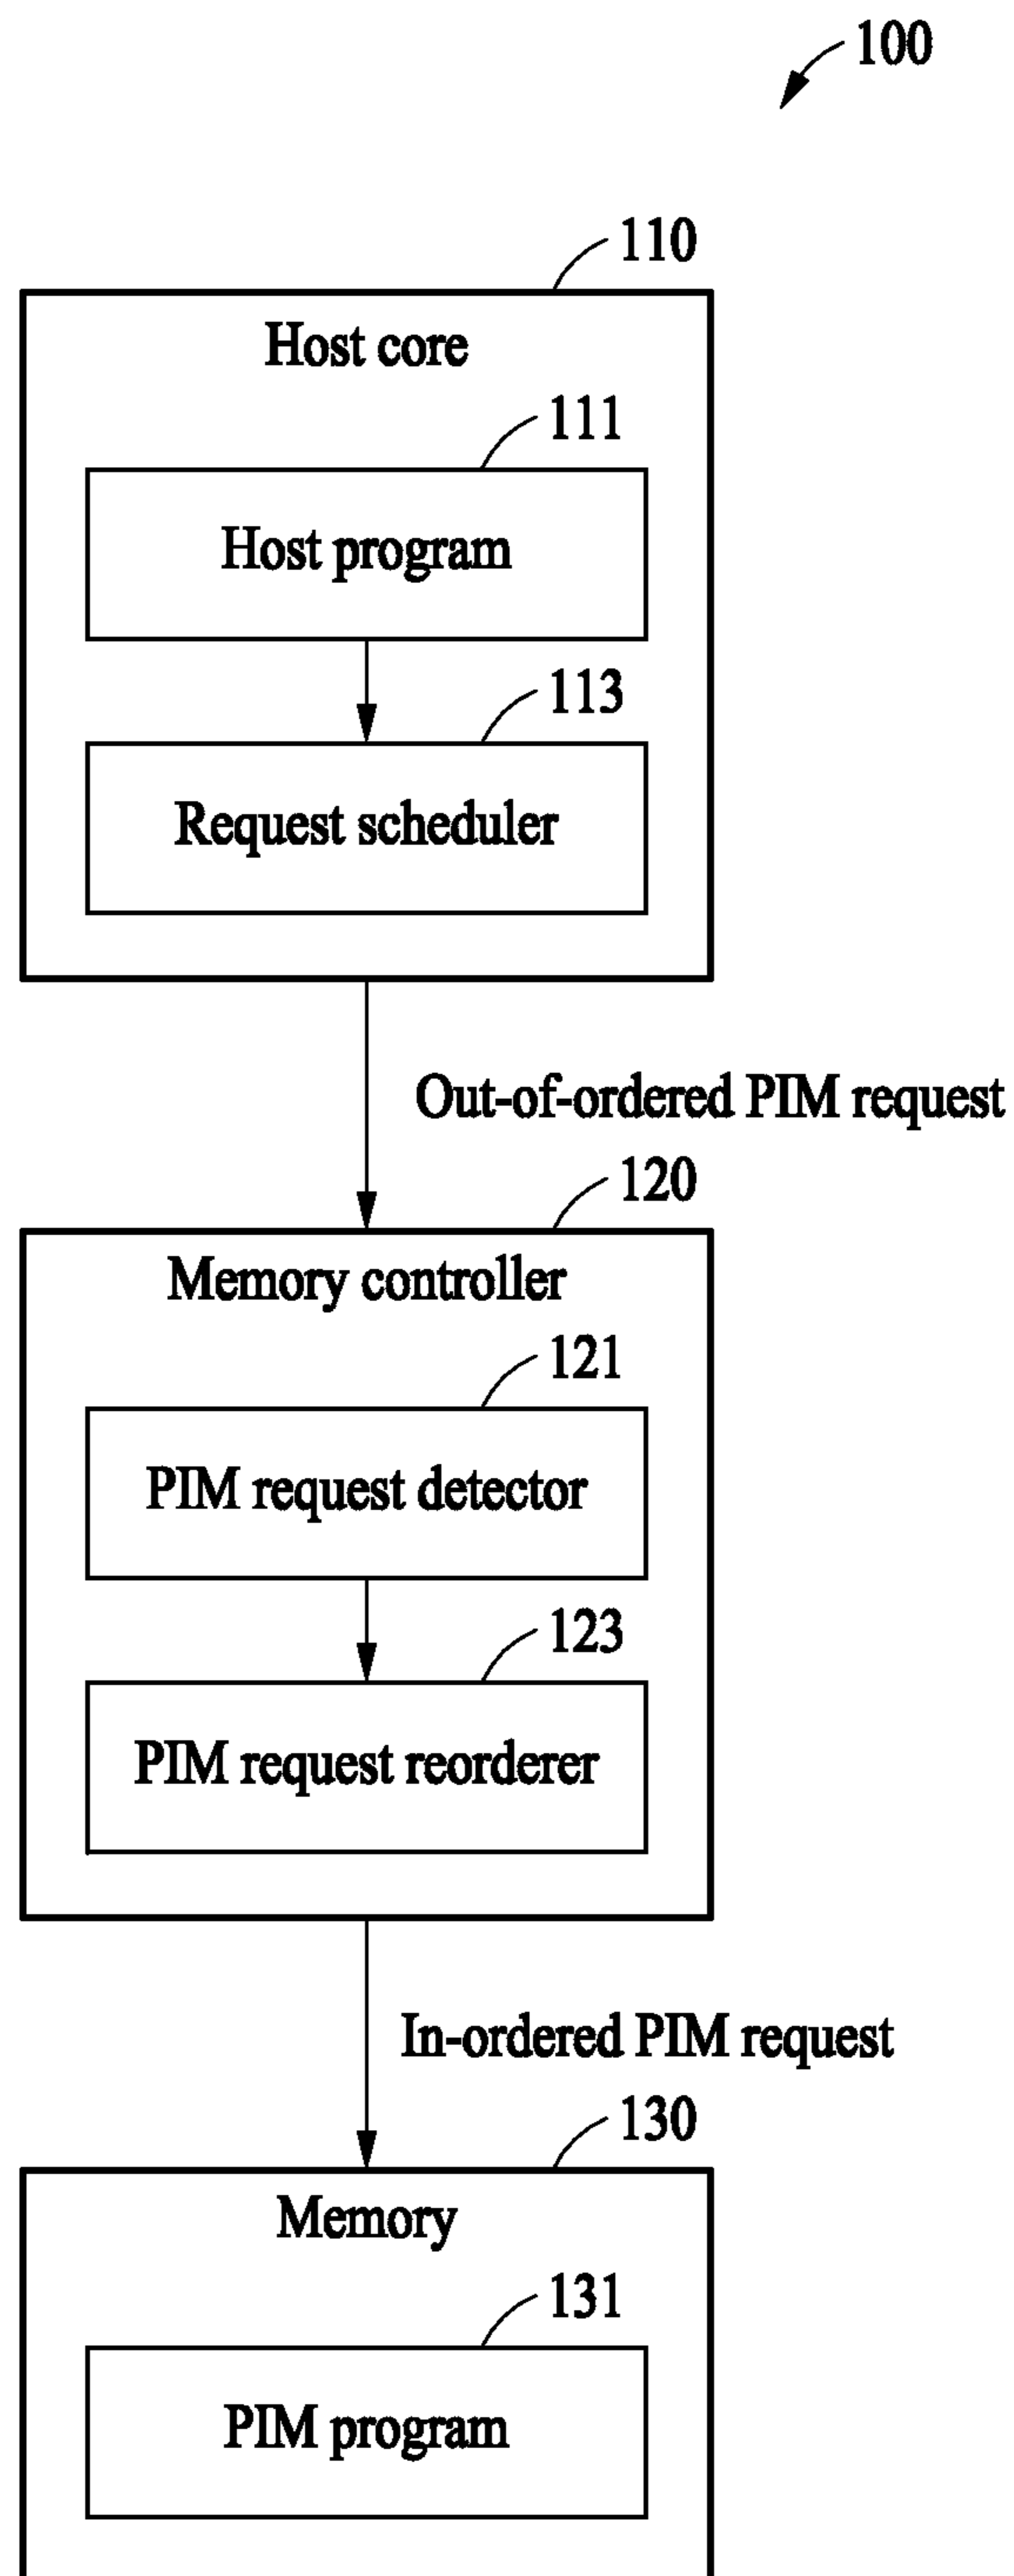 100
110
Host core
111
Host program
113
Request scheduler
Out-of-ordered PIM request
120
Memory controller
121
PIM request detector
123
PIM request reorderer
In-ordered PIM request
130
Memory
131
PIM program